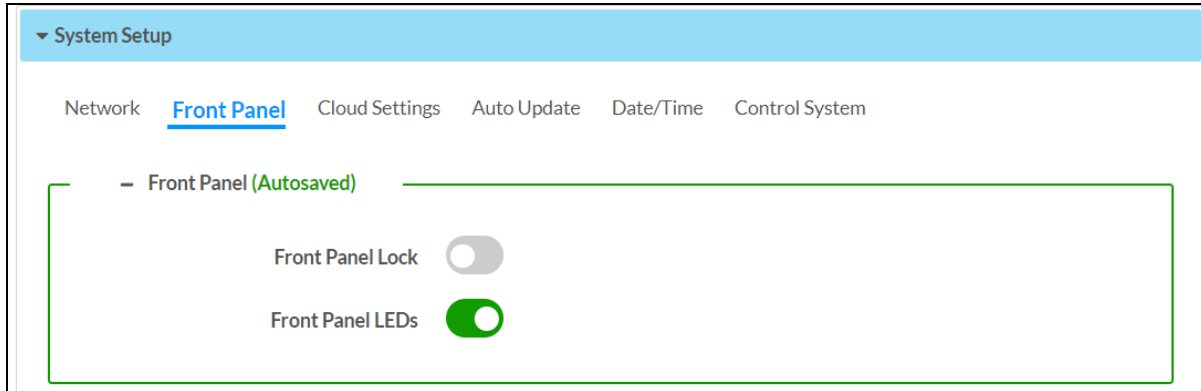 System Setup
Network Front Panel Cloud Settings Auto Update Date/Time Control System
Front Panel (Autosaved)
Front Panel Lock
Front Panel LEDs